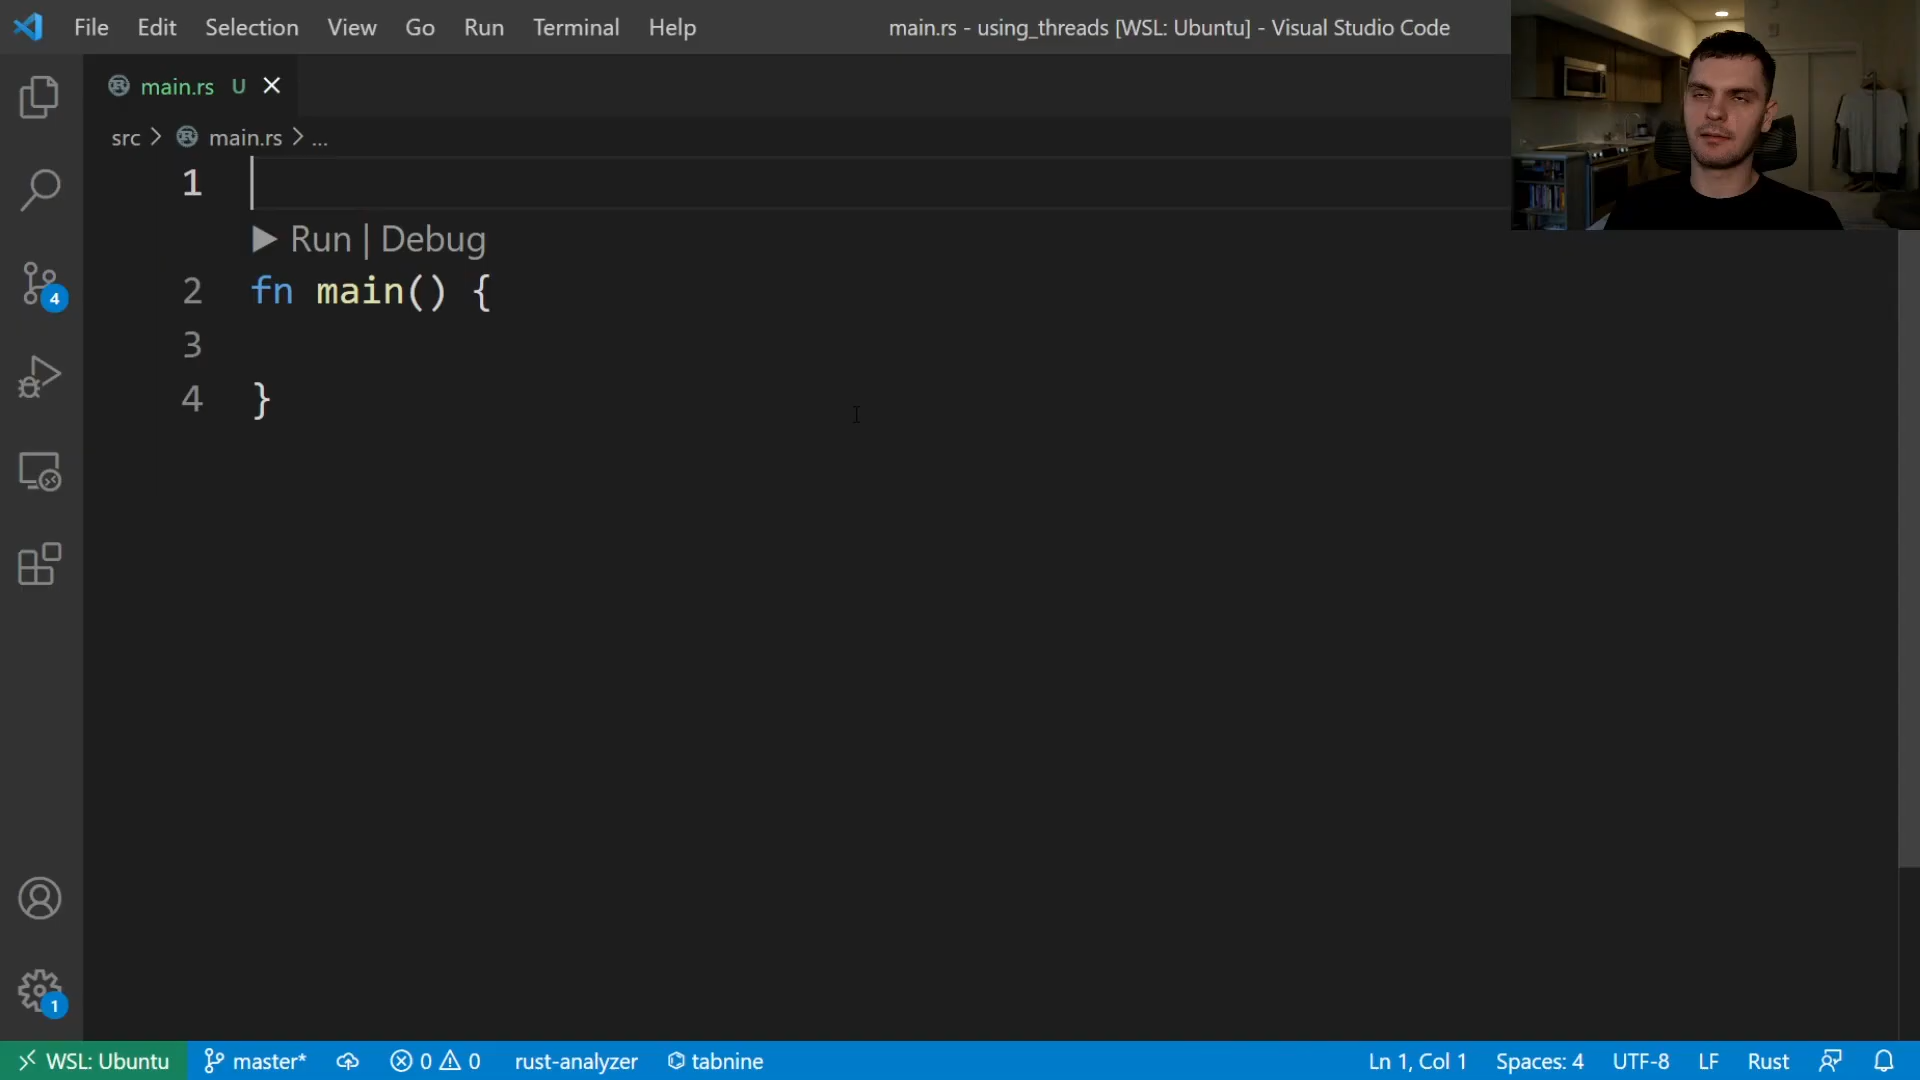 File Edit Selection View Go Run Terminal Help main.rs - using_threads [WSL: Ubuntu] - Visual Studio Code
main.rs U
src > main.rs > ...
1
Run | Debug
2 fn main() {
3
4 }
4
1
WSL: Ubuntu master* 0 0 rust-analyzer tabnine Ln 1, Col 1 Spaces: 4 UTF-8 LF Rust